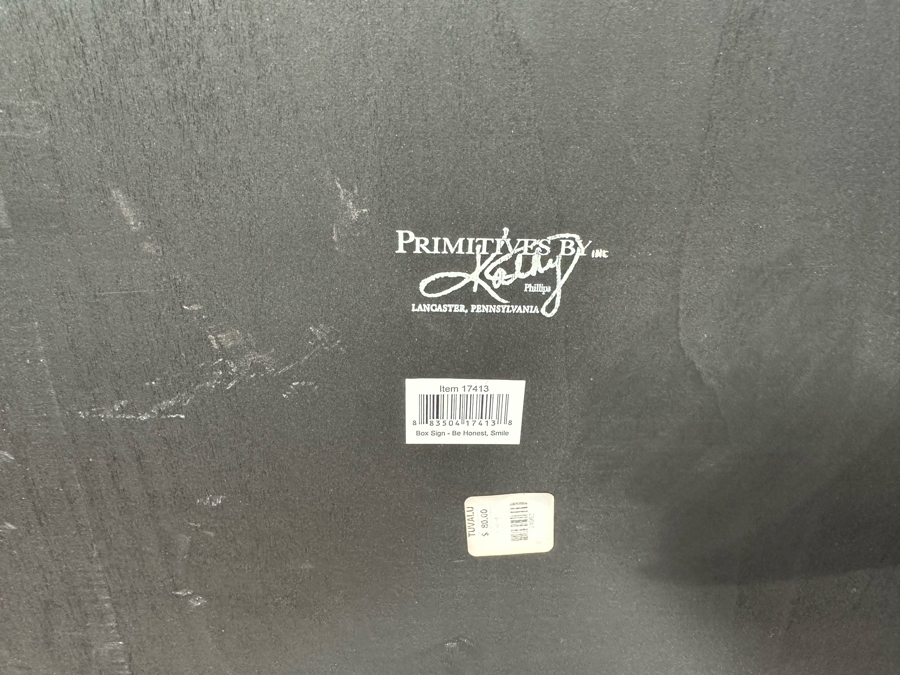 PRIMITIVES BY
Kathy INC
Phillips
LANCASTER, PENNSYLVANIA
Item 17413
8 83504 17413 8
Box Sign - Be Honest, Smile
TUVALU
$ 60.00